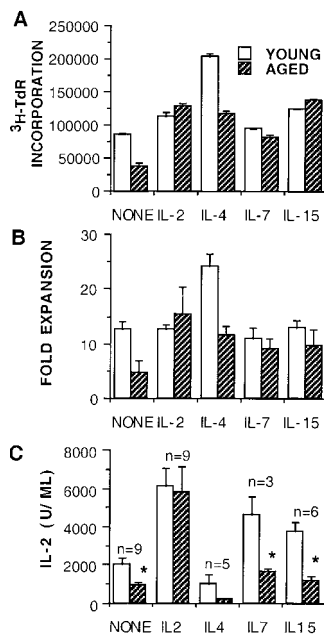 A
³H-TdR
INCORPORATION
250000
200000
150000
100000
50000
0
YOUNG
AGED
NONE IL-2 IL-4 IL-7 IL-15
B
FOLD EXPANSION
30
20
10
0
NONE IL-2 IL-4 IL-7 IL-15
C
IL-2 (U/ML)
8000
6000
4000
2000
0
n=9
*
n=9
n=5
n=3
*
n=6
*
NONE IL2 IL4 IL7 IL15